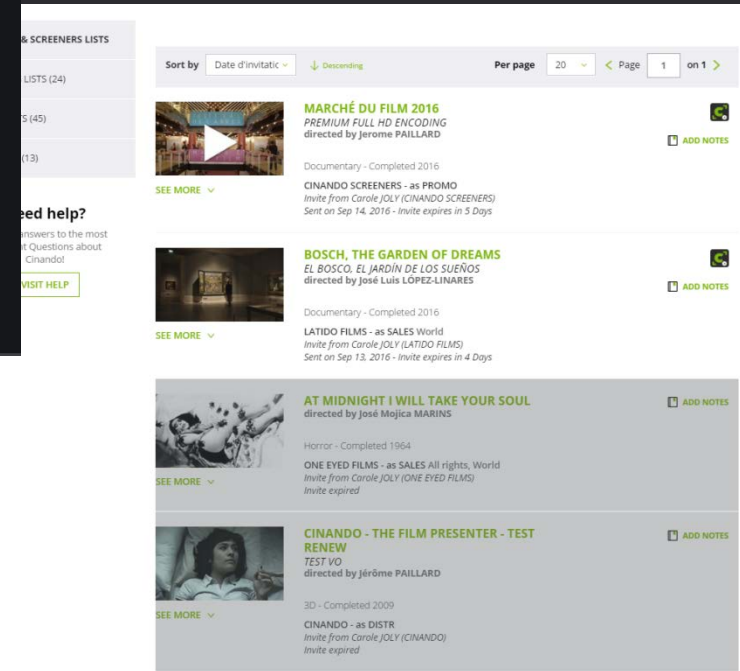 & SCREENERS LISTS
LISTS (24)
(45)
(13)
need help?
answers to the most
Questions about
Cinando!
VISIT HELP
Sort by Date d'invitatic Descending Per page 20 Page 1 on 1
MARCHÉ DU FILM 2016
PREMIUM FULL HD ENCODING
directed by Jerome PAILLARD
ADD NOTES
Documentary - Completed 2016
CINANDO SCREENERS - as PROMO
Invite from Carole JOLY (CINANDO SCREENERS)
Sent on Sep 14, 2016 - Invite expires in 5 Days
SEE MORE
BOSCH, THE GARDEN OF DREAMS
EL BOSCO, EL JARDÍN DE LOS SUEÑOS
directed by José Luis LÓPEZ-LINARES
ADD NOTES
Documentary - Completed 2016
LATIDO FILMS - as SALES World
Invite from Carole JOLY (LATIDO FILMS)
Sent on Sep 13, 2016 - Invite expires in 4 Days
SEE MORE
AT MIDNIGHT I WILL TAKE YOUR SOUL
directed by José Mojica MARINS
ADD NOTES
Horror - Completed 1964
ONE EYED FILMS - as SALES All rights, World
Invite from Carole JOLY (ONE EYED FILMS)
Invite expired
SEE MORE
CINANDO - THE FILM PRESENTER - TEST
RENEW
TEST VO
directed by Jérôme PAILLARD
ADD NOTES
3D - Completed 2009
CINANDO - as DISTR
Invite from Carole JOLY (CINANDO)
Invite expired
SEE MORE